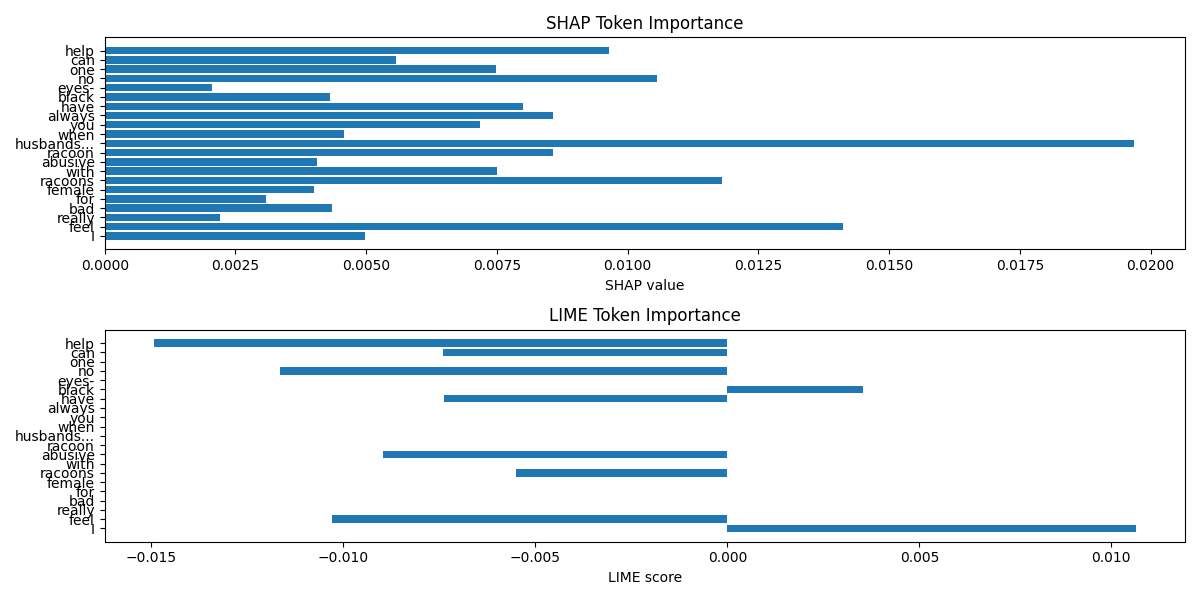 SHAP Token Importance
help
can
one
no
eyes-
black
have
always
you
when
husbands...
racoon
abusive
with
racoons
female
for
bad
really
feel
I
0.0000 0.0025 0.0050 0.0075 0.0100 0.0125 0.0150 0.0175 0.0200
SHAP value
LIME Token Importance
help
can
one
no
eyes-
black
have
always
you
when
husbands...
racoon
abusive
with
racoons
female
for
bad
really
feel
I
−0.015 −0.010 −0.005 0.000 0.005 0.010
LIME score